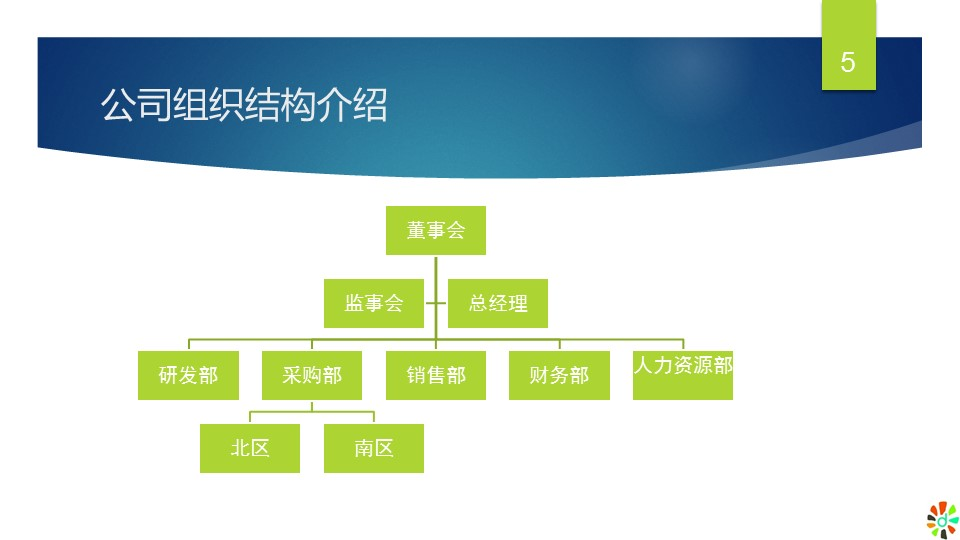 5
公司组织结构介绍
董事会
监事会
总经理
研发部
采购部
销售部
财务部
人力资源部
北区
南区
d